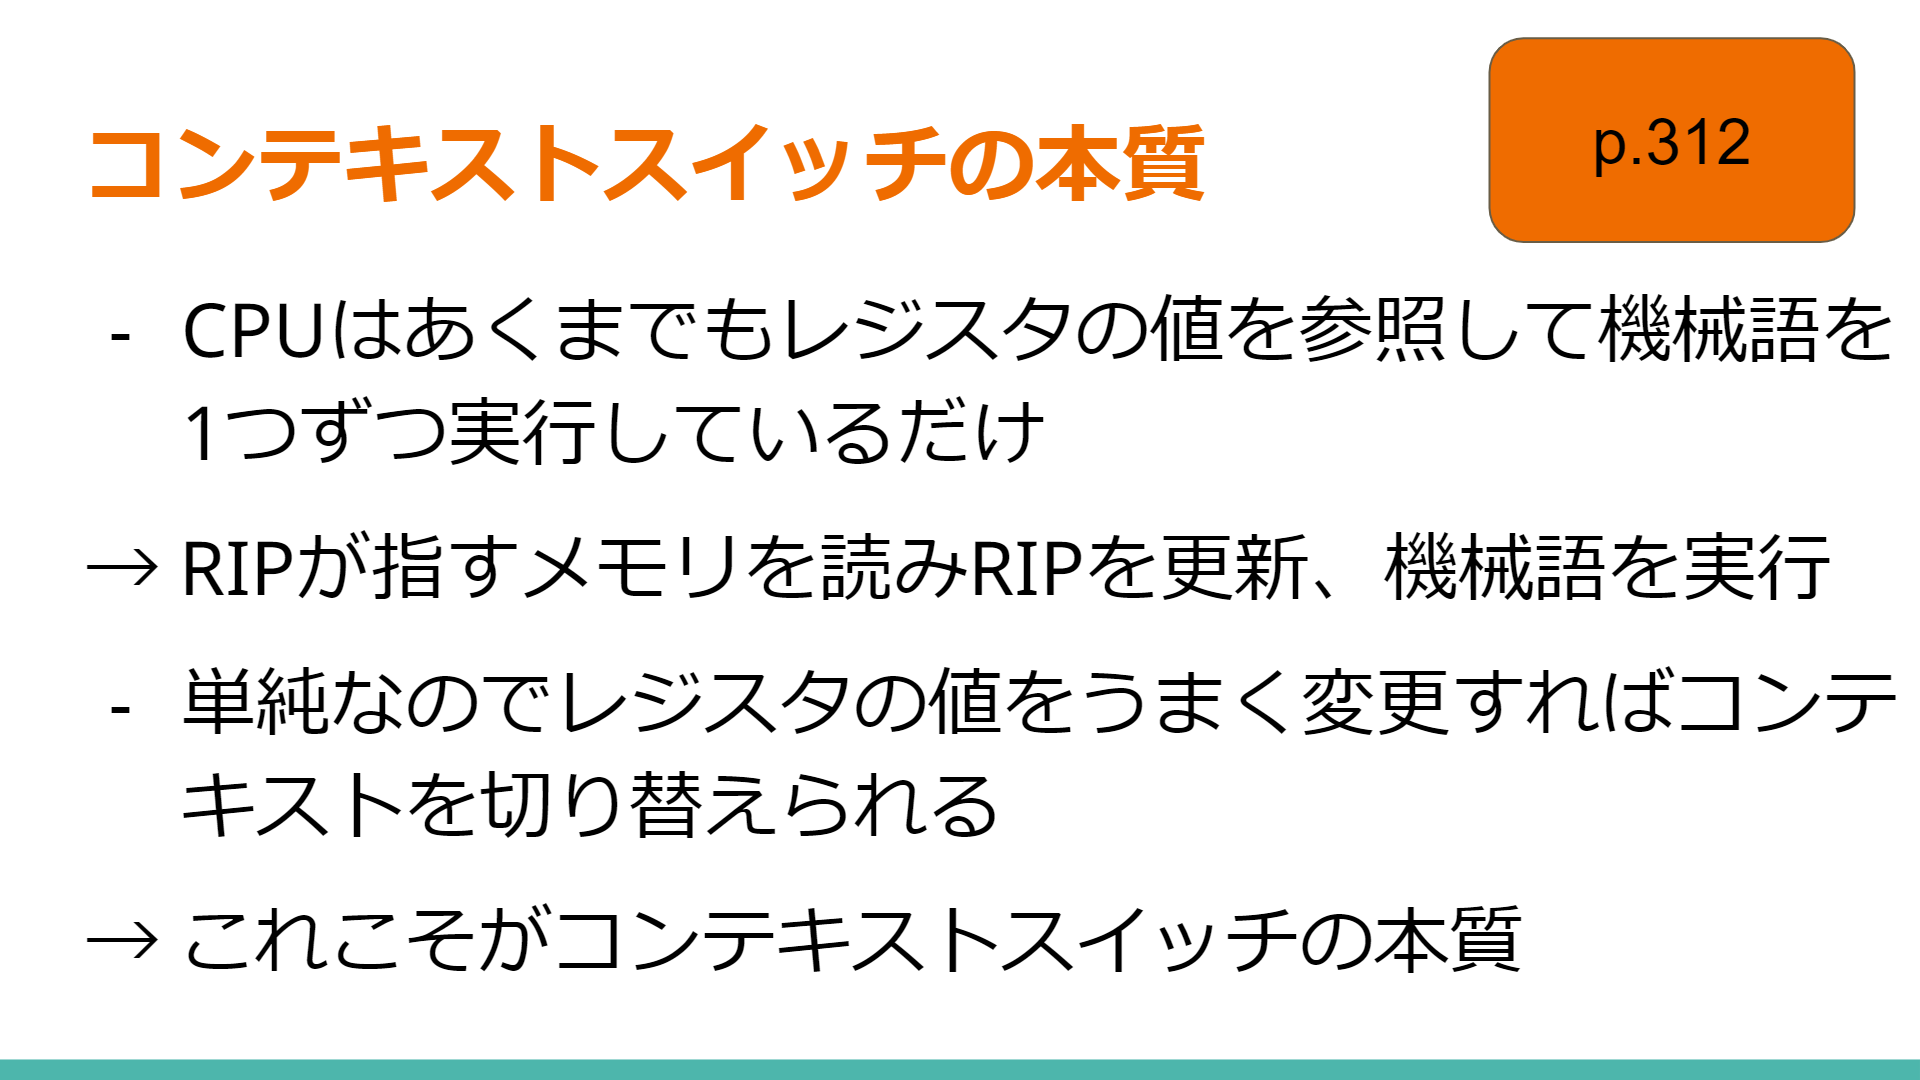 コンテキストスイッチの本質
p.312
- CPUはあくまでもレジスタの値を参照して機械語を
1つずつ実行しているだけ
→ RIPが指すメモリを読みRIPを更新、機械語を実行
- 単純なのでレジスタの値をうまく変更すればコンテ
キストを切り替えられる
→ これこそがコンテキストスイッチの本質